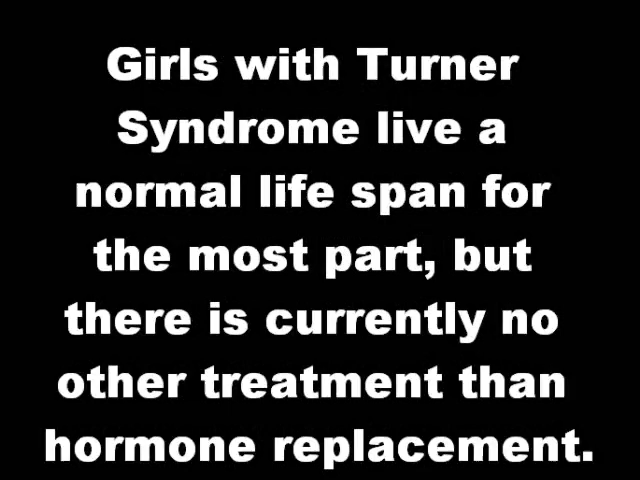 Girls with Turner
Syndrome live a
normal life span for
the most part, but
there is currently no
other treatment than
hormone replacement.